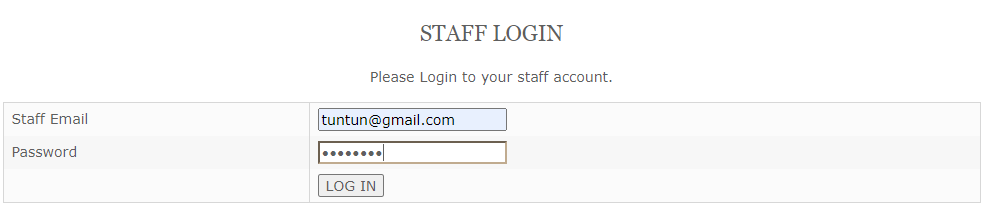 STAFF LOGIN
Please Login to your staff account.
Staff Email tuntun@gmail.com
Password ••••••••
LOG IN